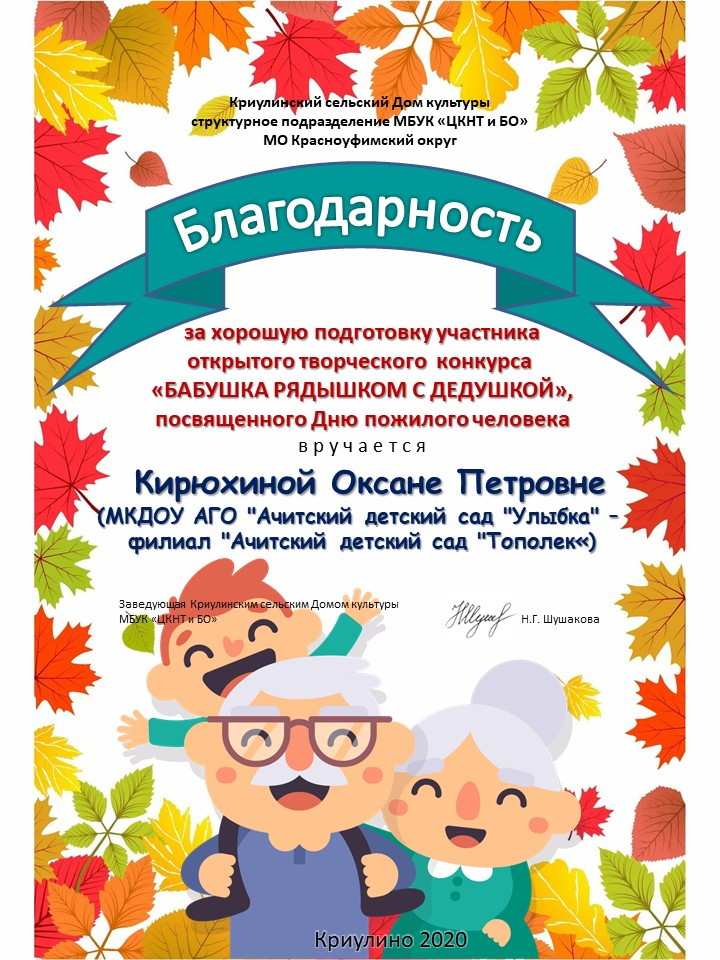 Криулинский сельский Дом культуры
структурное подразделение МБУК «ЦКНТ и БО»
МО Красноуфимский округ
Благодарность
за хорошую подготовку участника
открытого творческого конкурса
«БАБУШКА РЯДЫШКОМ С ДЕДУШКОЙ»,
посвященного Дню пожилого человека
вручается
Кирюхиной Оксане Петровне
(МКДОУ АГО "Ачитский детский сад "Улыбка" –
филиал "Ачитский детский сад "Тополек«)
Заведующая Криулинским сельским Домом культуры
МБУК «ЦКНТ и БО»
Н.Г. Шушакова
Криулино 2020